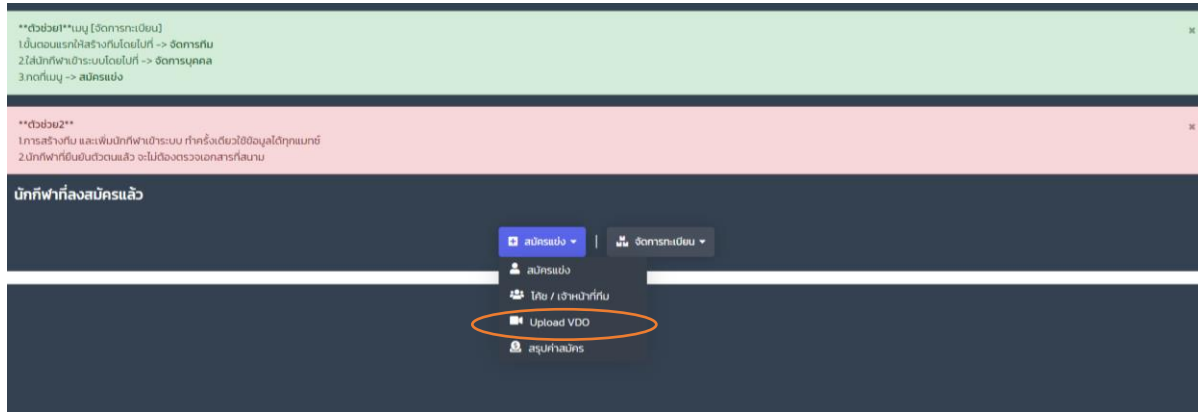 **ตัวช่วย1**เมนู [จัดการทะเบียน]
1.ขั้นตอนแรกให้สร้างทีมโดยไปที่ -> จัดการทีม
2.ใส่นักกีฬาเข้าระบบโดยไปที่ -> จัดการบุคคล
3.กดที่เมนู -> สมัครแข่ง
**ตัวช่วย2**
1.การสร้างทีม และเพิ่มนักกีฬาเข้าระบบ ทำครั้งเดียวใช้ข้อมูลได้ทุกแมทช์
2.นักกีฬาที่ยืนยันตัวตนแล้ว จะไม่ต้องตรวจเอกสารที่สนาม
นักกีฬาที่ลงสมัครแล้ว
สมัครแข่ง | จัดการทะเบียน
สมัครแข่ง
โค้ช / เจ้าหน้าที่ทีม
Upload VDO
สรุปค่าสมัคร